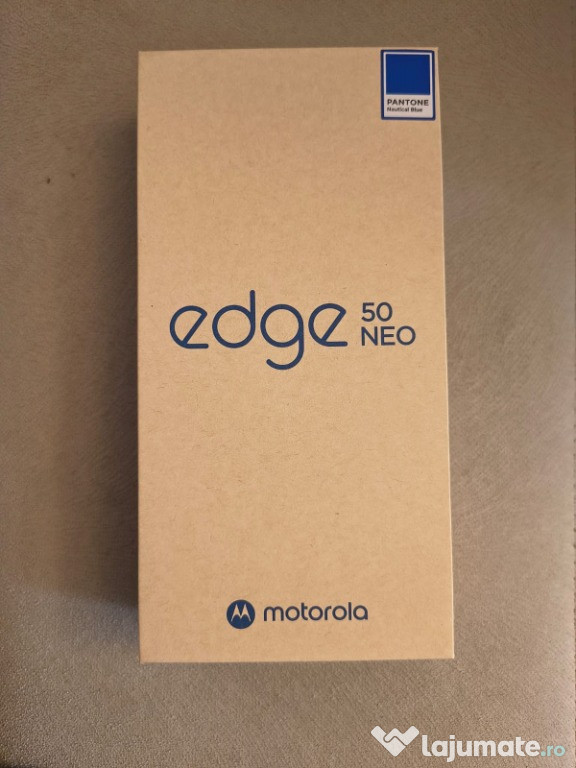 PANTONE
Nautical Blue
edge 50
NEO
motorola
lajumate.ro